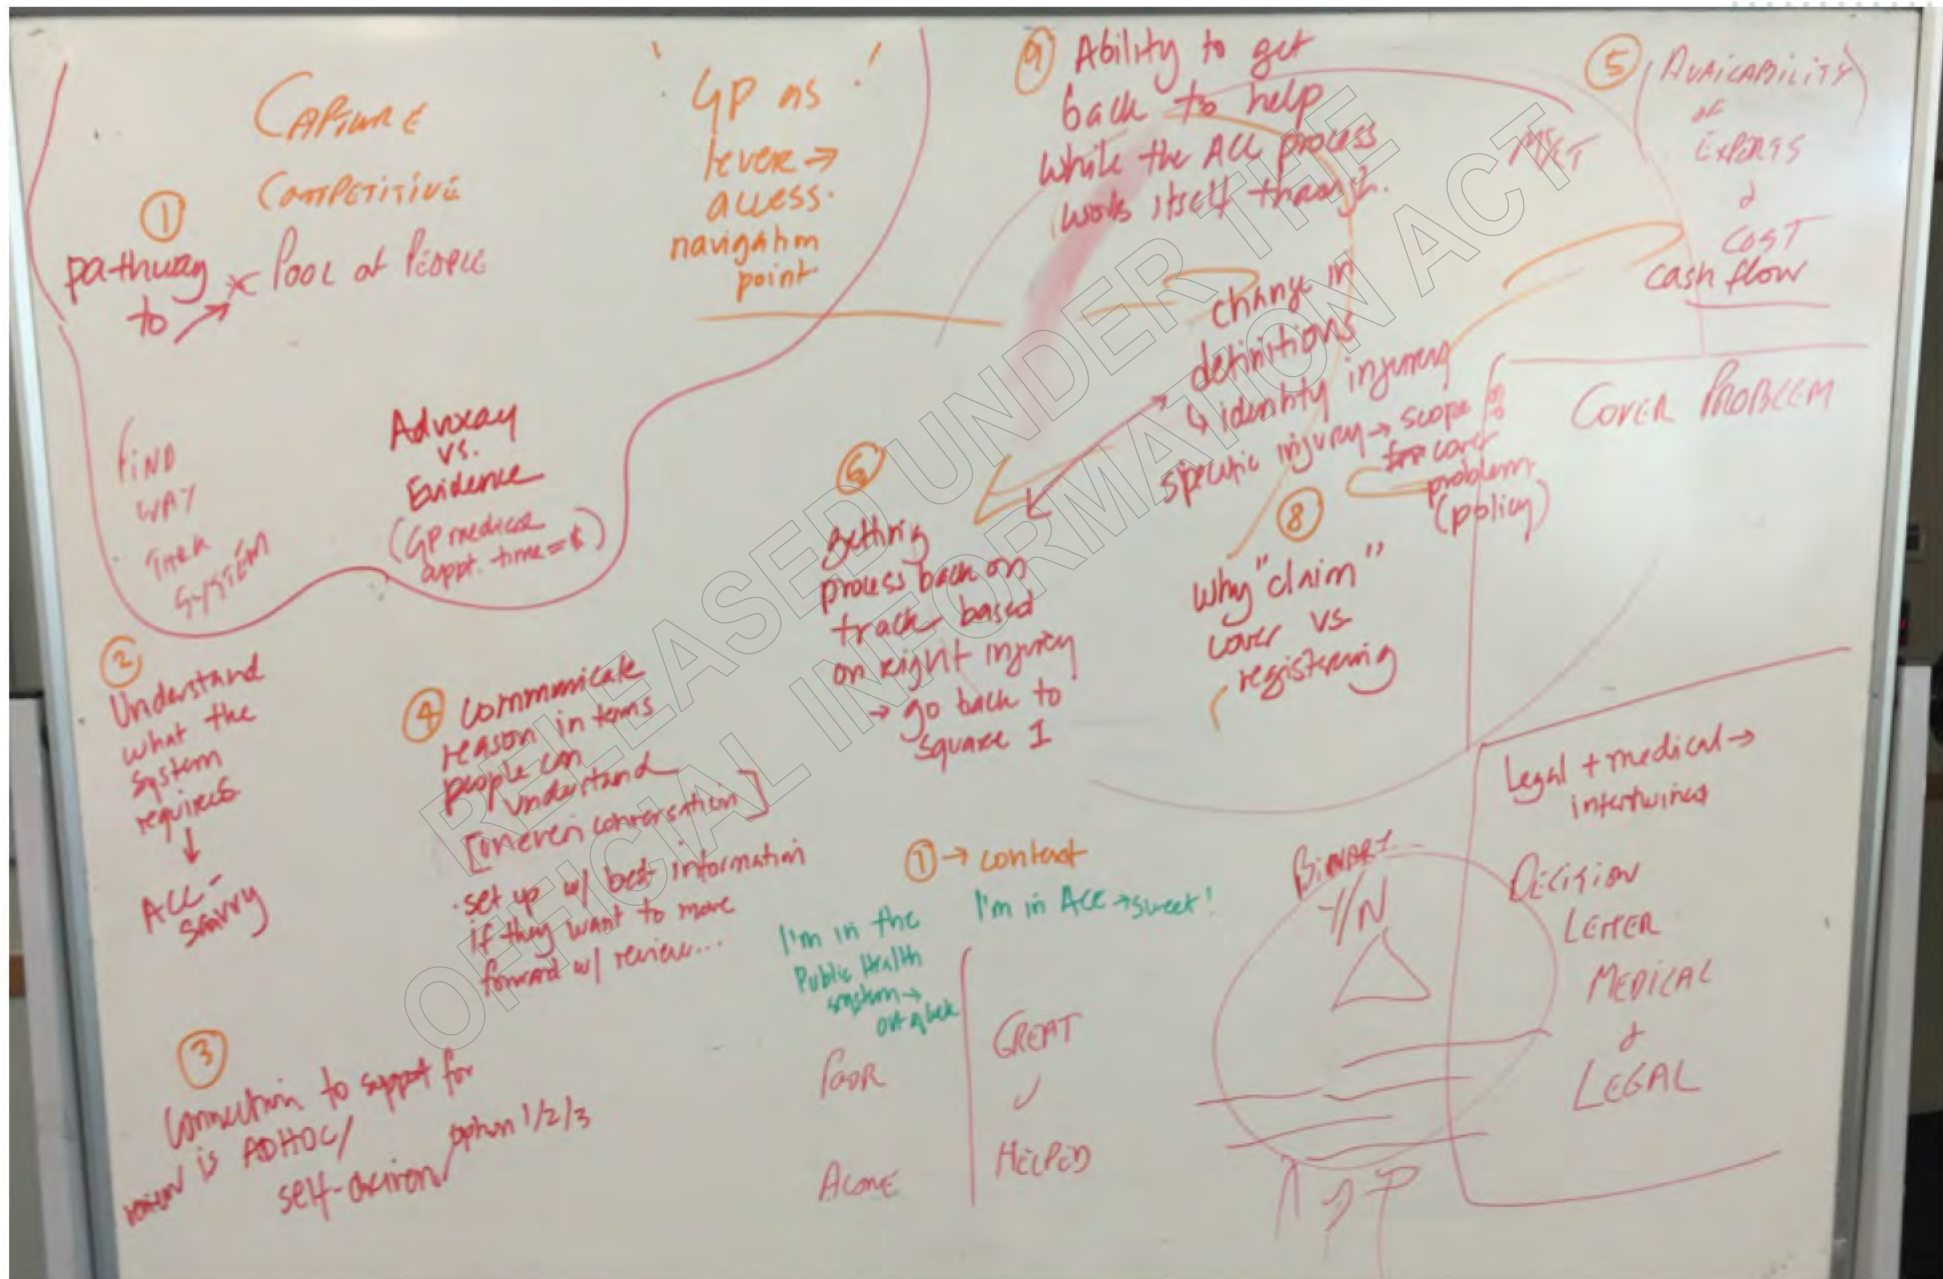 CAPTURE
COMPETITIVE
①
pathway
to
x POOL of PEOPLE
FIND
WAY
THRU
SYSTEM
Advocacy
vs.
Evidence
(GP medical
appt. time = $)
GP as
lever →
access.
navigation
point
⑨ Ability to get
back to help
while the ACC process
works itself through.
MKT
⑤ (AVAILABILITY)
of
EXPERTS
&
COST
cash flow
change in
definitions
↳ identity injury
specific injury → scope
cover
problem
(policy)
COVER PROBLEM
⑥
getting
process back on
track based
on right injury
→ go back to
square 1
⑧
why "claim"
cover vs
registering
②
Understand
what the
system
requires
↓
ACC-
savvy
④ communicate
reason in terms
people can
understand
[oneven conversation]
· set up w/ best information
if they want to move
forward w/ review...
③
Connection to support for
review is ADHOC/
self-driven/option 1/2/3
⑦ → context
I'm in the
Public Health
system →
out of luck
I'm in ACC → sweet!
POOR
ALONE
GREAT
HELPED
BINARY
Y/N
Legal + medical →
intertwined
DECISION
LETTER
MEDICAL
&
LEGAL
RELEASED UNDER THE
OFFICIAL INFORMATION ACT